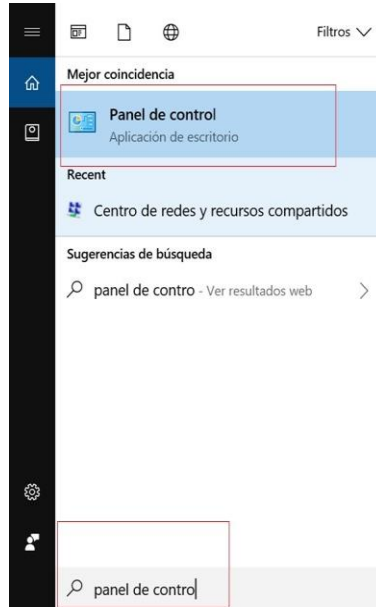 Filtros
Mejor coincidencia
Panel de control
Aplicación de escritorio
Recent
Centro de redes y recursos compartidos
Sugerencias de búsqueda
panel de contro - Ver resultados web
panel de contro